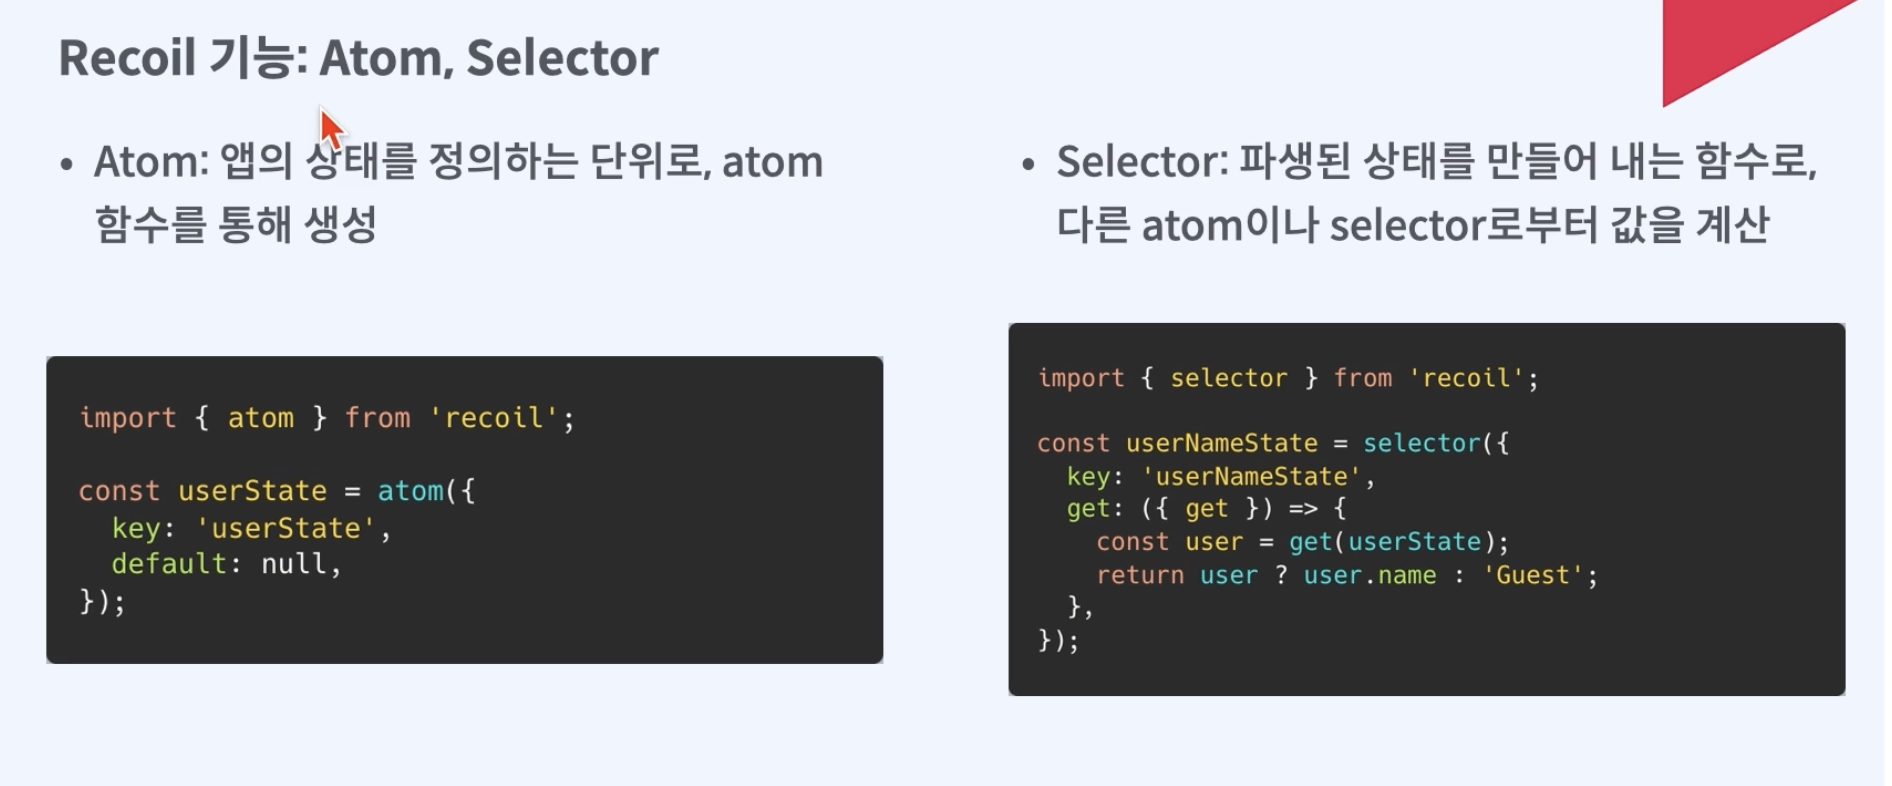 Recoil 기능: Atom, Selector
• Atom: 앱의 상태를 정의하는 단위로, atom
함수를 통해 생성
import { atom } from 'recoil';
const userState = atom({
  key: 'userState',
  default: null,
});
• Selector: 파생된 상태를 만들어 내는 함수로,
다른 atom이나 selector로부터 값을 계산
import { selector } from 'recoil';
const userNameState = selector({
  key: 'userNameState',
  get: ({ get }) => {
    const user = get(userState);
    return user ? user.name : 'Guest';
  },
});